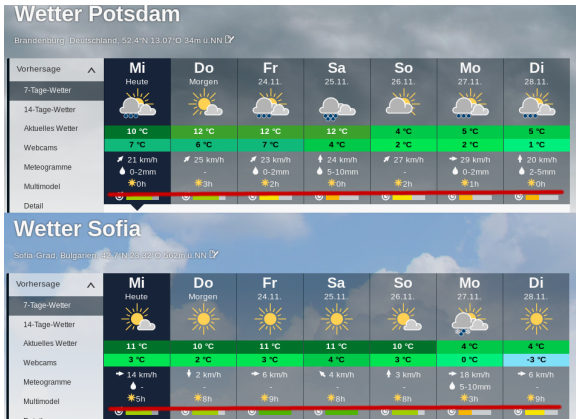 Wetter Potsdam
Brandenburg, Deutschland, 52.4°N 13.07°O 34m ü.NN
Vorhersage Mi Do Fr Sa So Mo Di
Heute Morgen 24.11. 25.11. 26.11. 27.11. 28.11.
7-Tage-Wetter
14-Tage-Wetter
Aktuelles Wetter 10 °C 12 °C 12 °C 12 °C 4 °C 5 °C 5 °C
Webcams 7 °C 6 °C 7 °C 4 °C 2 °C 2 °C 1 °C
Meteogramme 21 km/h 25 km/h 23 km/h 24 km/h 27 km/h 29 km/h 20 km/h
0-2mm - 0-2mm 5-10mm - 0-2mm 2-5mm
Multimodel 0h 3h 2h 0h 2h 1h 0h
Detail
Wetter Sofia
Sofia-Grad, Bulgarien, 42.7°N 23.32°O 562m ü.NN
Vorhersage Mi Do Fr Sa So Mo Di
Heute Morgen 24.11. 25.11. 26.11. 27.11. 28.11.
7-Tage-Wetter
14-Tage-Wetter
Aktuelles Wetter 11 °C 10 °C 11 °C 11 °C 10 °C 4 °C 4 °C
Webcams 3 °C 2 °C 3 °C 4 °C 3 °C 0 °C -3 °C
Meteogramme 14 km/h 2 km/h 6 km/h 4 km/h 3 km/h 18 km/h 6 km/h
- - - - - 5-10mm -
Multimodel 5h 8h 9h 8h 8h 3h 9h